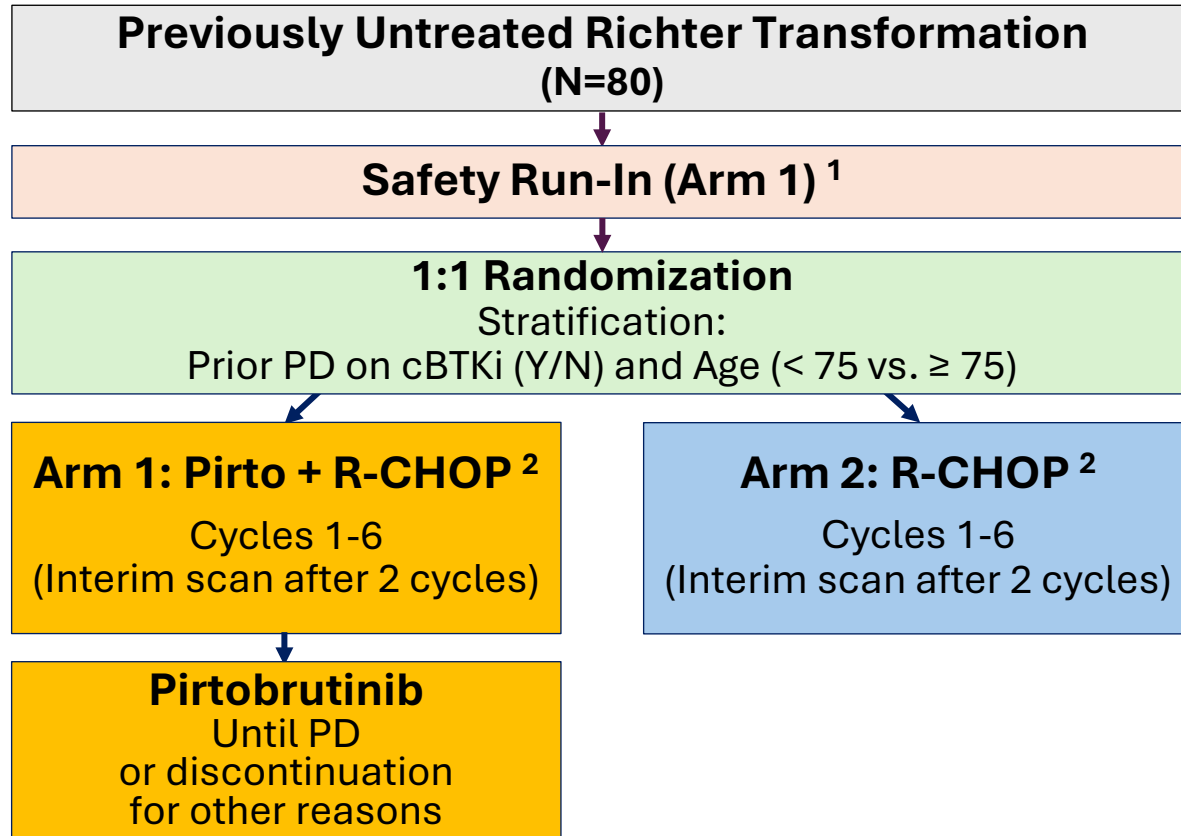 Previously Untreated Richter Transformation
(N=80)
Safety Run-In (Arm 1) ¹
1:1 Randomization
Stratification:
Prior PD on cBTKi (Y/N) and Age (< 75 vs. ≥ 75)
Arm 1: Pirto + R-CHOP ²
Cycles 1-6
(Interim scan after 2 cycles)
Arm 2: R-CHOP ²
Cycles 1-6
(Interim scan after 2 cycles)
Pirtobrutinib
Until PD
or discontinuation
for other reasons